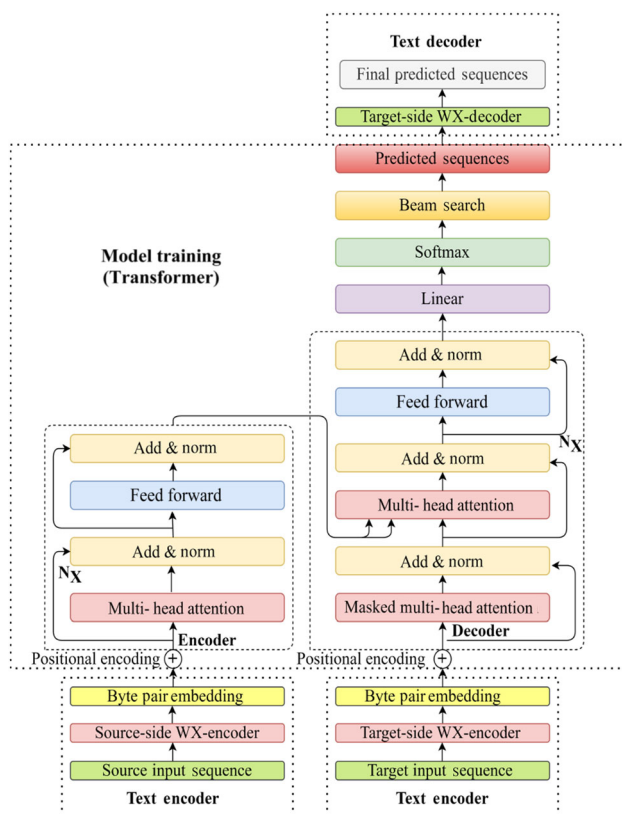 Text decoder
Final predicted sequences
Target-side WX-decoder
Predicted sequences
Beam search
Softmax
Linear
Model training
(Transformer)
Add & norm
Feed forward
NX
Add & norm
Multi- head attention
Add & norm
Masked multi-head attention
Decoder
Positional encoding
+
Add & norm
Feed forward
Add & norm
NX
Multi- head attention
Encoder
Positional encoding
+
Byte pair embedding
Source-side WX-encoder
Source input sequence
Text encoder
Byte pair embedding
Target-side WX-encoder
Target input sequence
Text encoder